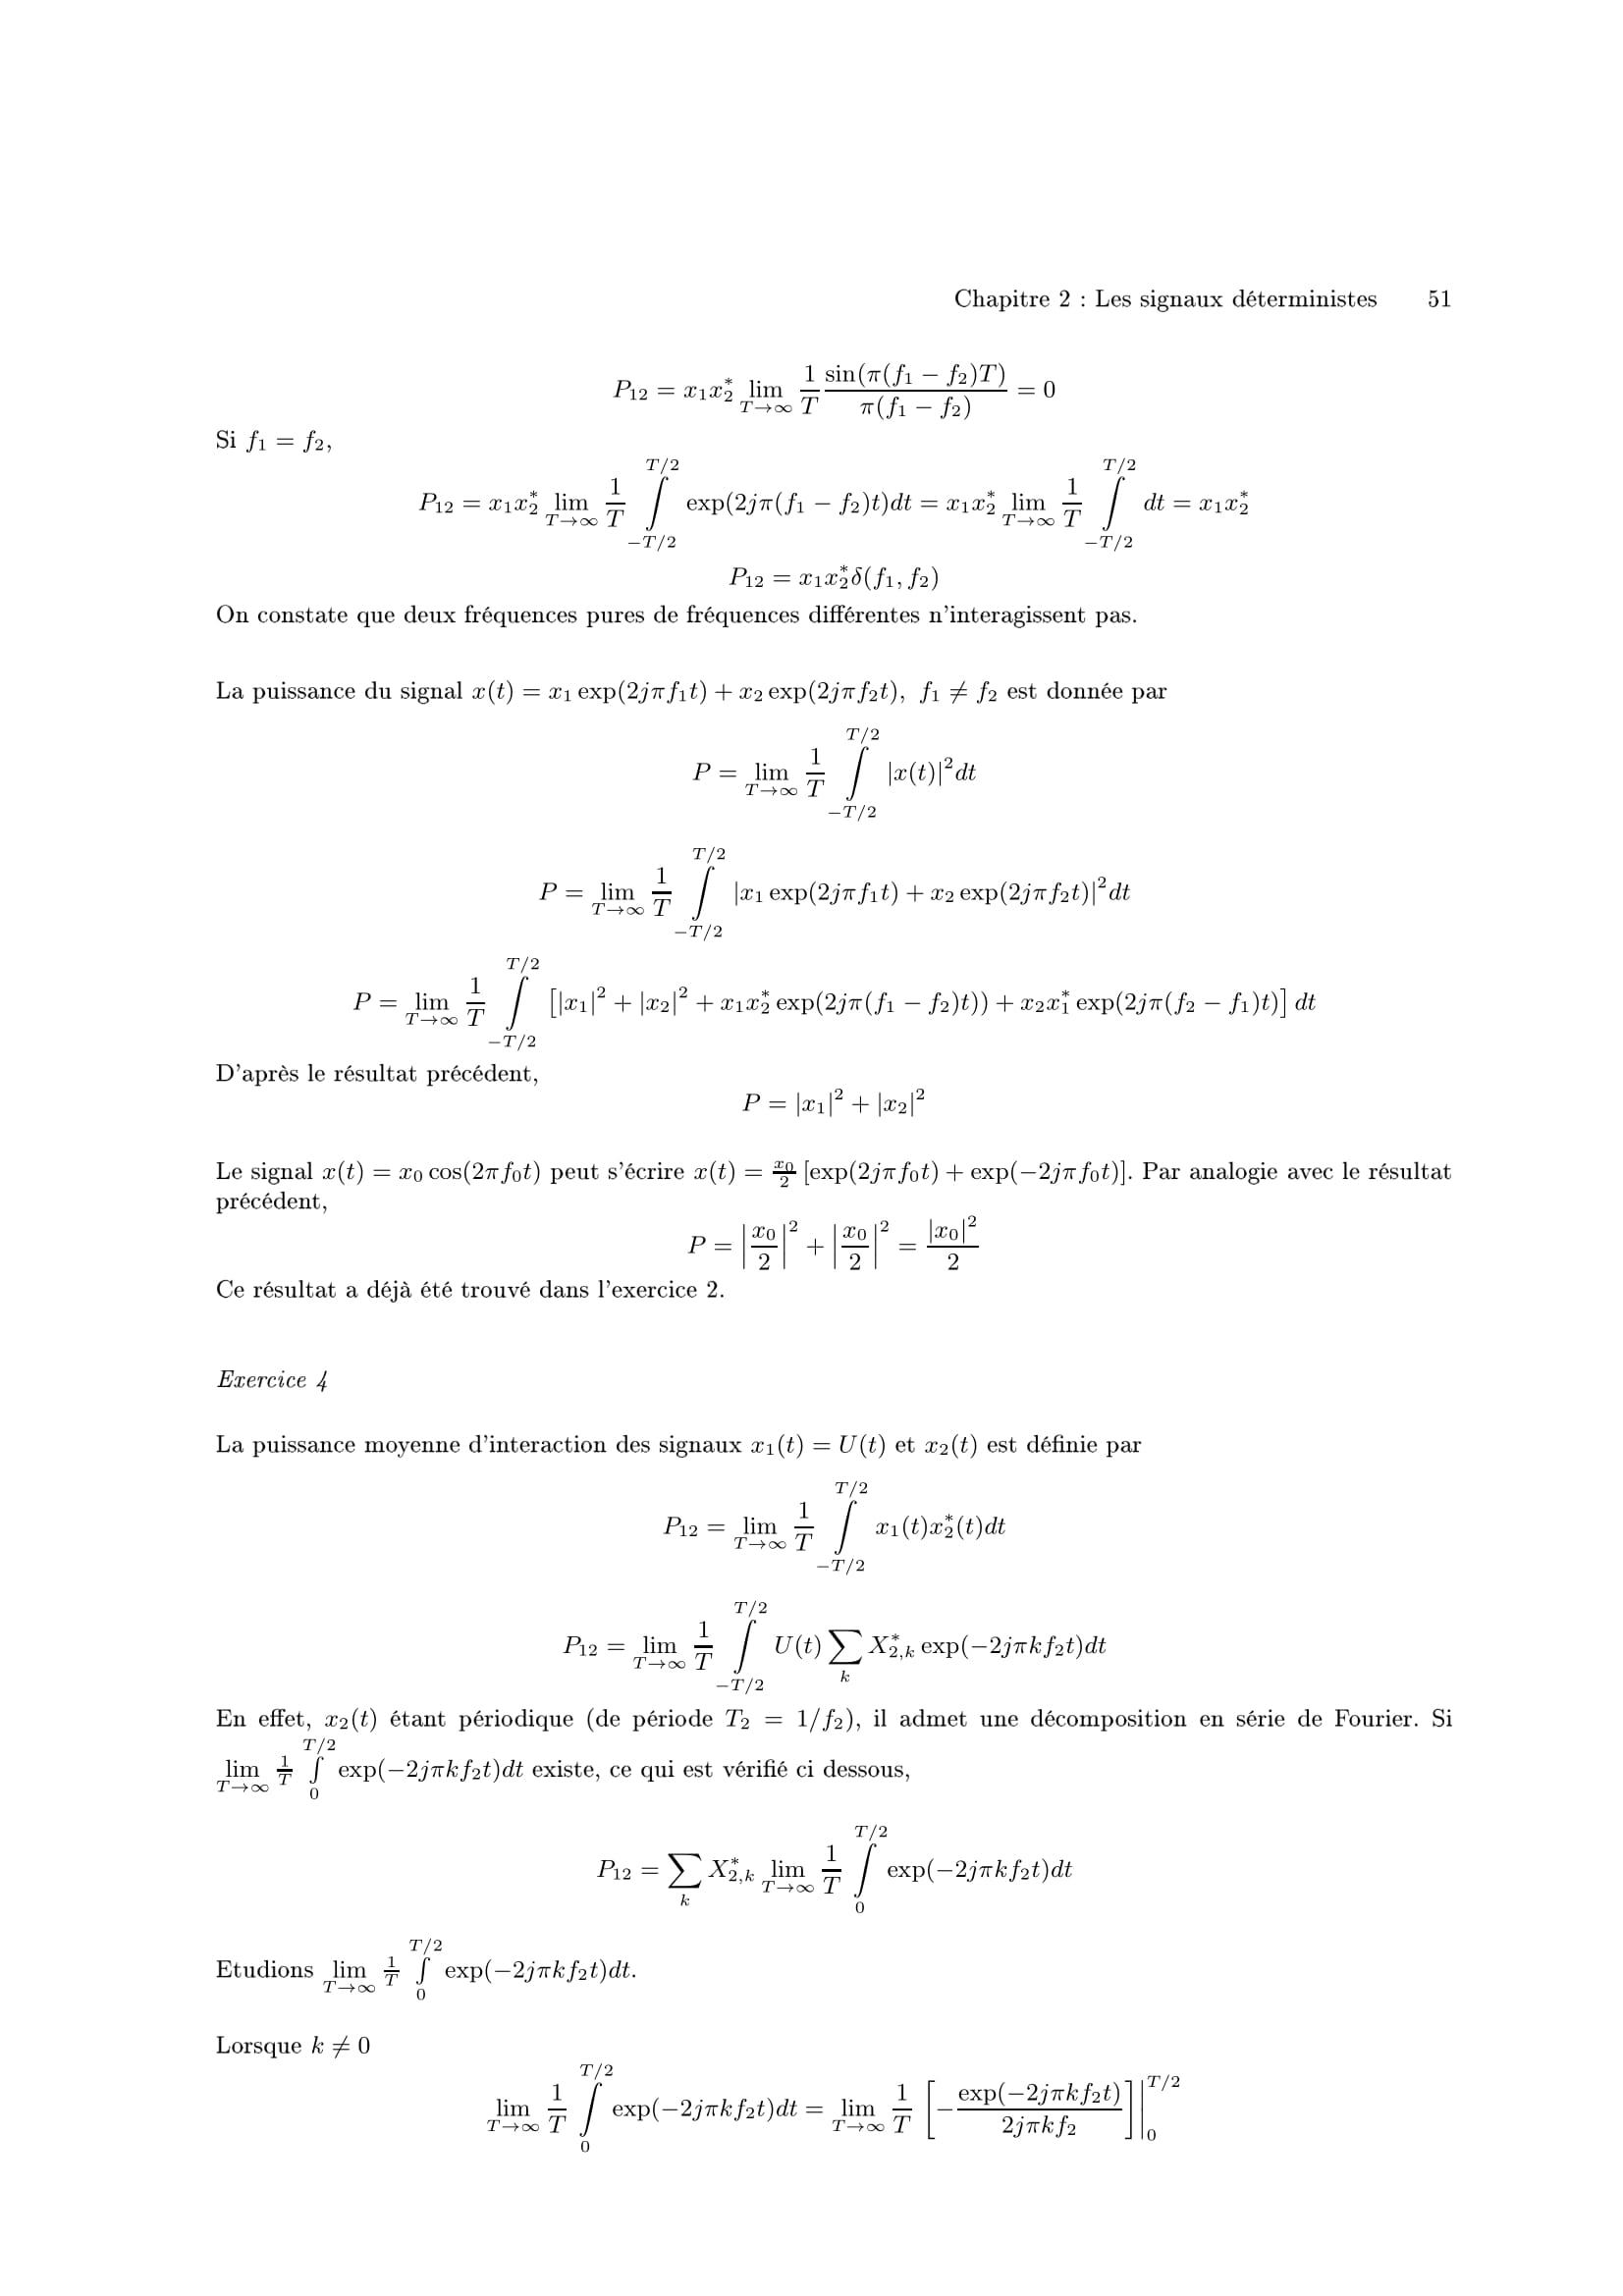 Chapitre 2 : Les signaux déterministes 51
$P_{12} = x_1 x_2^* \lim_{T\to\infty} \frac{1}{T} \frac{\sin(\pi(f_1 - f_2)T)}{\pi(f_1 - f_2)} = 0$
Si $f_1 = f_2$,
$P_{12} = x_1 x_2^* \lim_{T\to\infty} \frac{1}{T} \int_{-T/2}^{T/2} \exp(2j\pi(f_1 - f_2)t)dt = x_1 x_2^* \lim_{T\to\infty} \frac{1}{T} \int_{-T/2}^{T/2} dt = x_1 x_2^*$
$P_{12} = x_1 x_2^* \delta(f_1, f_2)$
On constate que deux fréquences pures de fréquences différentes n'interagissent pas.
La puissance du signal $x(t) = x_1 \exp(2j\pi f_1 t) + x_2 \exp(2j\pi f_2 t),\ f_1 \neq f_2$ est donnée par
$P = \lim_{T\to\infty} \frac{1}{T} \int_{-T/2}^{T/2} |x(t)|^2 dt$
$P = \lim_{T\to\infty} \frac{1}{T} \int_{-T/2}^{T/2} |x_1 \exp(2j\pi f_1 t) + x_2 \exp(2j\pi f_2 t)|^2 dt$
$P = \lim_{T\to\infty} \frac{1}{T} \int_{-T/2}^{T/2} \left[ |x_1|^2 + |x_2|^2 + x_1 x_2^* \exp(2j\pi(f_1 - f_2)t)) + x_2 x_1^* \exp(2j\pi(f_2 - f_1)t) \right] dt$
D'après le résultat précédent,
$P = |x_1|^2 + |x_2|^2$
Le signal $x(t) = x_0 \cos(2\pi f_0 t)$ peut s'écrire $x(t) = \frac{x_0}{2} [\exp(2j\pi f_0 t) + \exp(-2j\pi f_0 t)]$. Par analogie avec le résultat
précédent,
$P = \left| \frac{x_0}{2} \right|^2 + \left| \frac{x_0}{2} \right|^2 = \frac{|x_0|^2}{2}$
Ce résultat a déjà été trouvé dans l'exercice 2.
Exercice 4
La puissance moyenne d'interaction des signaux $x_1(t) = U(t)$ et $x_2(t)$ est définie par
$P_{12} = \lim_{T\to\infty} \frac{1}{T} \int_{-T/2}^{T/2} x_1(t) x_2^*(t) dt$
$P_{12} = \lim_{T\to\infty} \frac{1}{T} \int_{-T/2}^{T/2} U(t) \sum_k X_{2,k}^* \exp(-2j\pi k f_2 t) dt$
En effet, $x_2(t)$ étant périodique (de période $T_2 = 1/f_2$), il admet une décomposition en série de Fourier. Si
$\lim_{T\to\infty} \frac{1}{T} \int_0^{T/2} \exp(-2j\pi k f_2 t) dt$ existe, ce qui est vérifié ci dessous,
$P_{12} = \sum_k X_{2,k}^* \lim_{T\to\infty} \frac{1}{T} \int_0^{T/2} \exp(-2j\pi k f_2 t) dt$
Etudions $\lim_{T\to\infty} \frac{1}{T} \int_0^{T/2} \exp(-2j\pi k f_2 t) dt$.
Lorsque $k \neq 0$
$\lim_{T\to\infty} \frac{1}{T} \int_0^{T/2} \exp(-2j\pi k f_2 t) dt = \lim_{T\to\infty} \frac{1}{T} \left[ -\frac{\exp(-2j\pi k f_2 t)}{2j\pi k f_2} \right] \Big|_0^{T/2}$